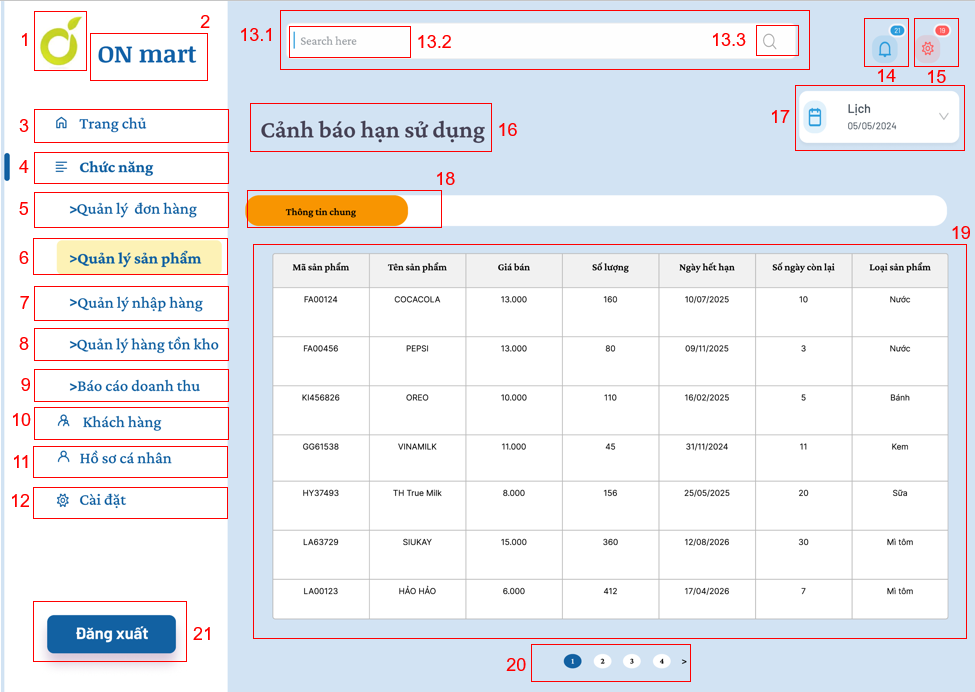 1
2
ON mart
13.1
Search here
13.2
13.3
21
14
19
15
3
Trang chủ
4
Chức năng
5
>Quản lý đơn hàng
6
>Quản lý sản phẩm
7
>Quản lý nhập hàng
8
>Quản lý hàng tồn kho
9
>Báo cáo doanh thu
10
Khách hàng
11
Hồ sơ cá nhân
12
Cài đặt
Đăng xuất
21
Cảnh báo hạn sử dụng
16
17
Lịch
05/05/2024
18
Thông tin chung
19
Mã sản phẩm Tên sản phẩm Giá bán Số lượng Ngày hết hạn Số ngày còn lại Loại sản phẩm
FA00124 COCACOLA 13.000 160 10/07/2025 10 Nước
FA00456 PEPSI 13.000 80 09/11/2025 3 Nước
KI456826 OREO 10.000 110 16/02/2025 5 Bánh
GG61538 VINAMILK 11.000 45 31/11/2024 11 Kem
HY37493 TH True Milk 8.000 156 25/05/2025 20 Sữa
LA63729 SIUKAY 15.000 360 12/08/2026 30 Mì tôm
LA00123 HẢO HẢO 6.000 412 17/04/2026 7 Mì tôm
20
1 2 3 4 >